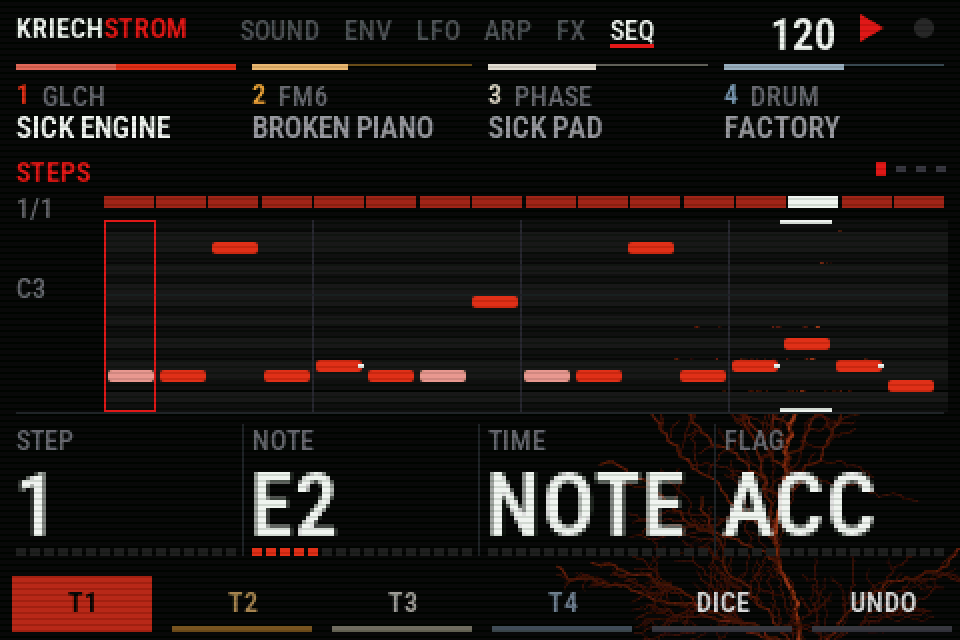 KRIECHSTROM SOUND ENV LFO ARP FX SEQ 120
1 GLCH 2 FM6 3 PHASE 4 DRUM
SICK ENGINE BROKEN PIANO SICK PAD FACTORY
STEPS
1/1
C3
STEP NOTE TIME FLAG
1 E2 NOTE ACC
T1 T2 T3 T4 DICE UNDO